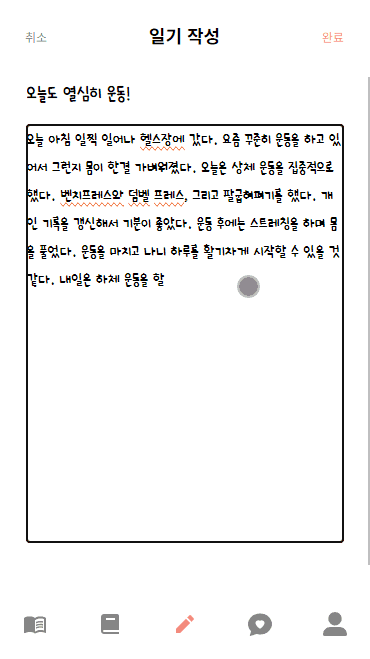 취소
일기 작성
완료
오늘도 열심히 운동!
오늘 아침 일찍 일어나 헬스장에 갔다. 요즘 꾸준히 운동을 하고 있
어서 그런지 몸이 한결 가벼워졌다. 오늘은 상체 운동을 집중적으로
했다. 벤치프레스와 덤벨 프레스, 그리고 팔굽혀펴기를 했다. 개
인 기록을 갱신해서 기분이 좋았다. 운동 후에는 스트레칭을 하며 몸
을 풀었다. 운동을 마치고 나니 하루를 활기차게 시작할 수 있을 것
같다. 내일은 하체 운동을 할